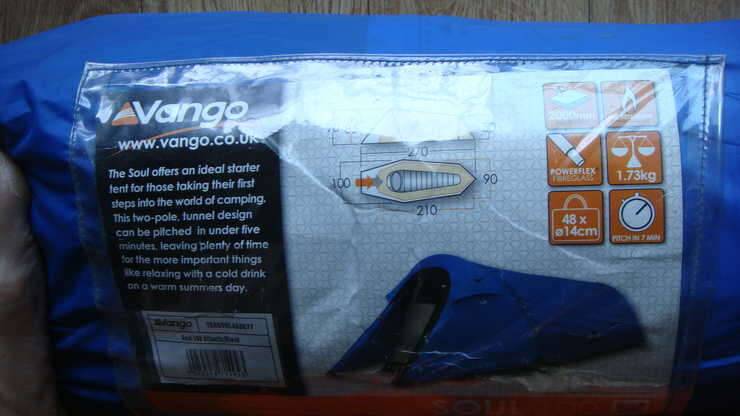 Vango
www.vango.co.uk
The Soul offers an ideal starter
tent for those taking their first
steps into the world of camping.
This two-pole, tunnel design
can be pitched in under five
minutes, leaving plenty of time
for the more important things
like relaxing with a cold drink
on a warm summers day.
Vango
270
100
90
210
2000mm
POWERFLEX
FIBREGLASS
1.73kg
48 x
ø14cm
PITCH IN 7 MIN
SOUL